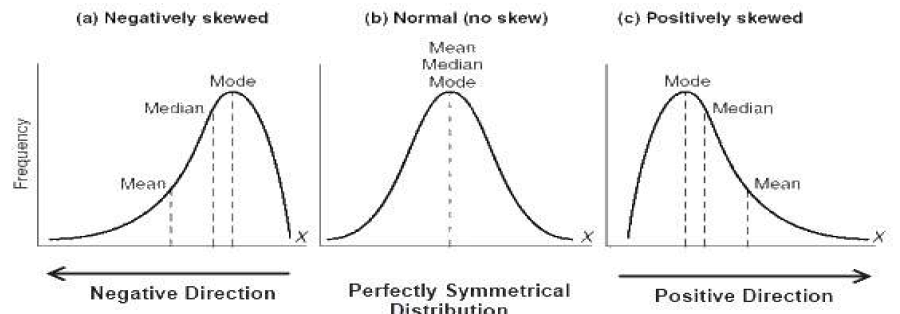 (a) Negatively skewed
Mode
Median
Mean
Frequency
X
Negative Direction
(b) Normal (no skew)
Mean
Median
Mode
X
Perfectly Symmetrical
Distribution
(c) Positively skewed
Mode
Median
Mean
X
Positive Direction